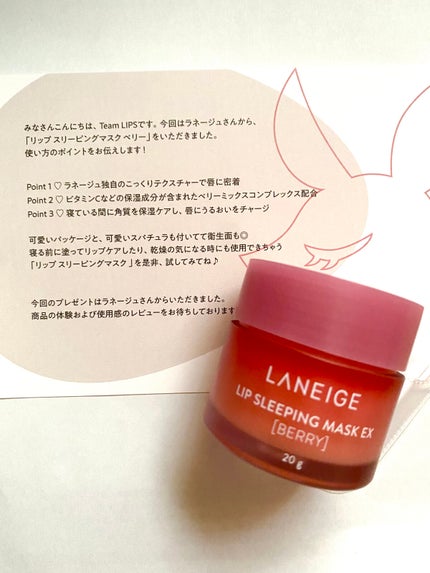 みなさんこんにちは、Team LIPSです。今回はラネージュさんから、
「リップ スリーピングマスク ベリー」をいただきました。
使い方のポイントをお伝えします！
Point 1 ♡ ラネージュ独自のこっくりテクスチャーで唇に密着
Point 2 ♡ ビタミンCなどの保湿成分が含まれたベリーミックスコンプレックス配合
Point 3 ♡ 寝ている間に角質を保湿ケアし、唇にうるおいをチャージ
可愛いパッケージと、可愛いスパチュラも付いてて衛生面も◎
寝る前に塗ってリップケアしたり、乾燥の気になる時にも使用できちゃう
「リップ スリーピングマスク」を是非、試してみてね♪
今回のプレゼントはラネージュさんからいただきました。
商品の体験および使用感のレビューをお待ちしております
LANEIGE
LIP SLEEPING MASK EX
[BERRY]
20 g